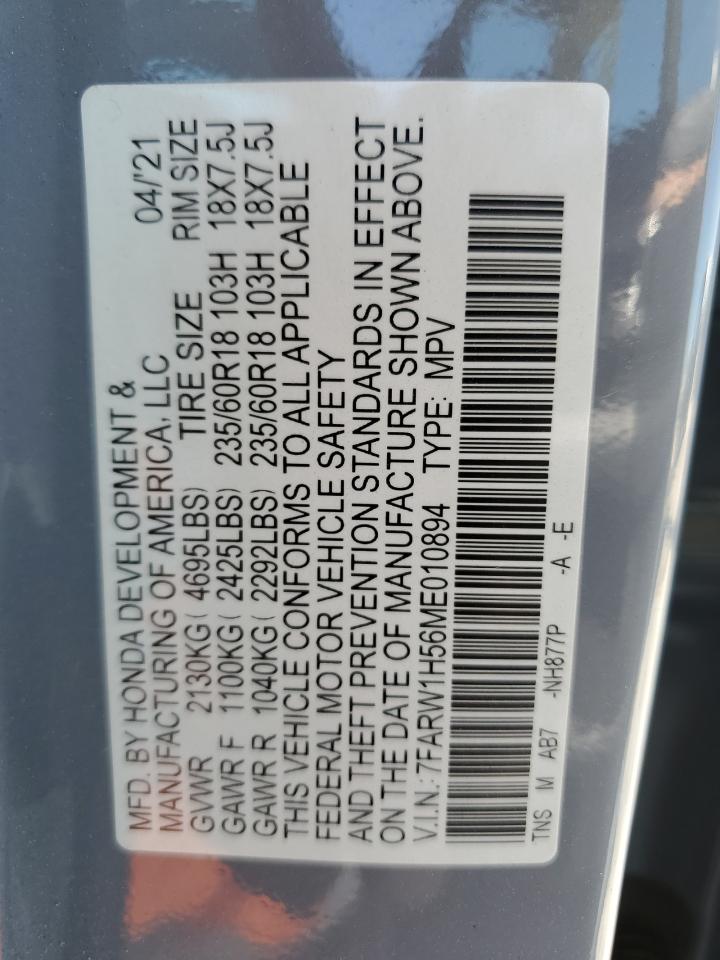 MFD. BY HONDA DEVELOPMENT & 04/'21
MANUFACTURING OF AMERICA, LLC
GVWR 2130KG( 4695LBS) TIRE SIZE RIM SIZE
GAWR F 1100KG( 2425LBS) 235/60R18 103H 18X7.5J
GAWR R 1040KG( 2292LBS) 235/60R18 103H 18X7.5J
THIS VEHICLE CONFORMS TO ALL APPLICABLE
FEDERAL MOTOR VEHICLE SAFETY
AND THEFT PREVENTION STANDARDS IN EFFECT
ON THE DATE OF MANUFACTURE SHOWN ABOVE.
V.I.N.: 7FARW1H56ME010894 TYPE: MPV
TNS M AB7 -NH877P -A -E